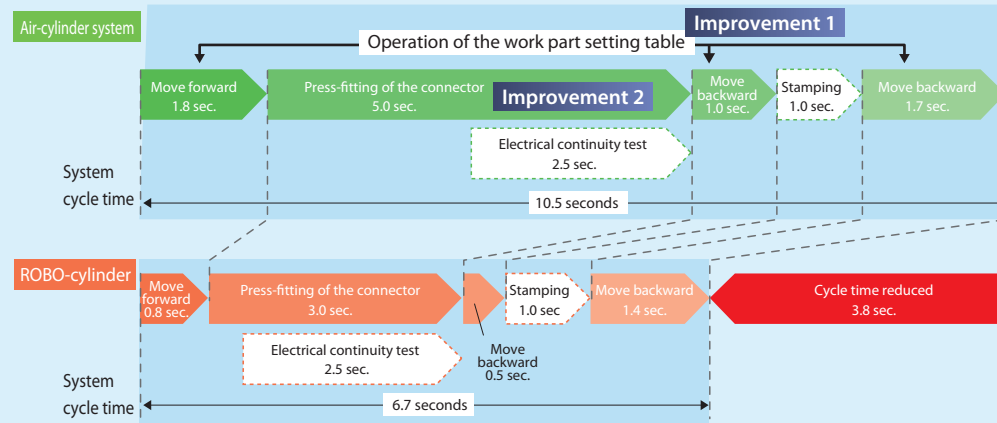 Air-cylinder system
Improvement 1
Operation of the work part setting table
Move forward
1.8 sec.
Press-fitting of the connector
5.0 sec.
Improvement 2
Move
backward
1.0 sec.
Stamping
1.0 sec.
Move backward
1.7 sec.
Electrical continuity test
2.5 sec.
System
cycle time
10.5 seconds
ROBO-cylinder
Move
forward
0.8 sec.
Press-fitting of the connector
3.0 sec.
Stamping
1.0 sec
Move backward
1.4 sec.
Cycle time reduced
3.8 sec.
Electrical continuity test
2.5 sec.
Move
backward
0.5 sec.
System
cycle time
6.7 seconds